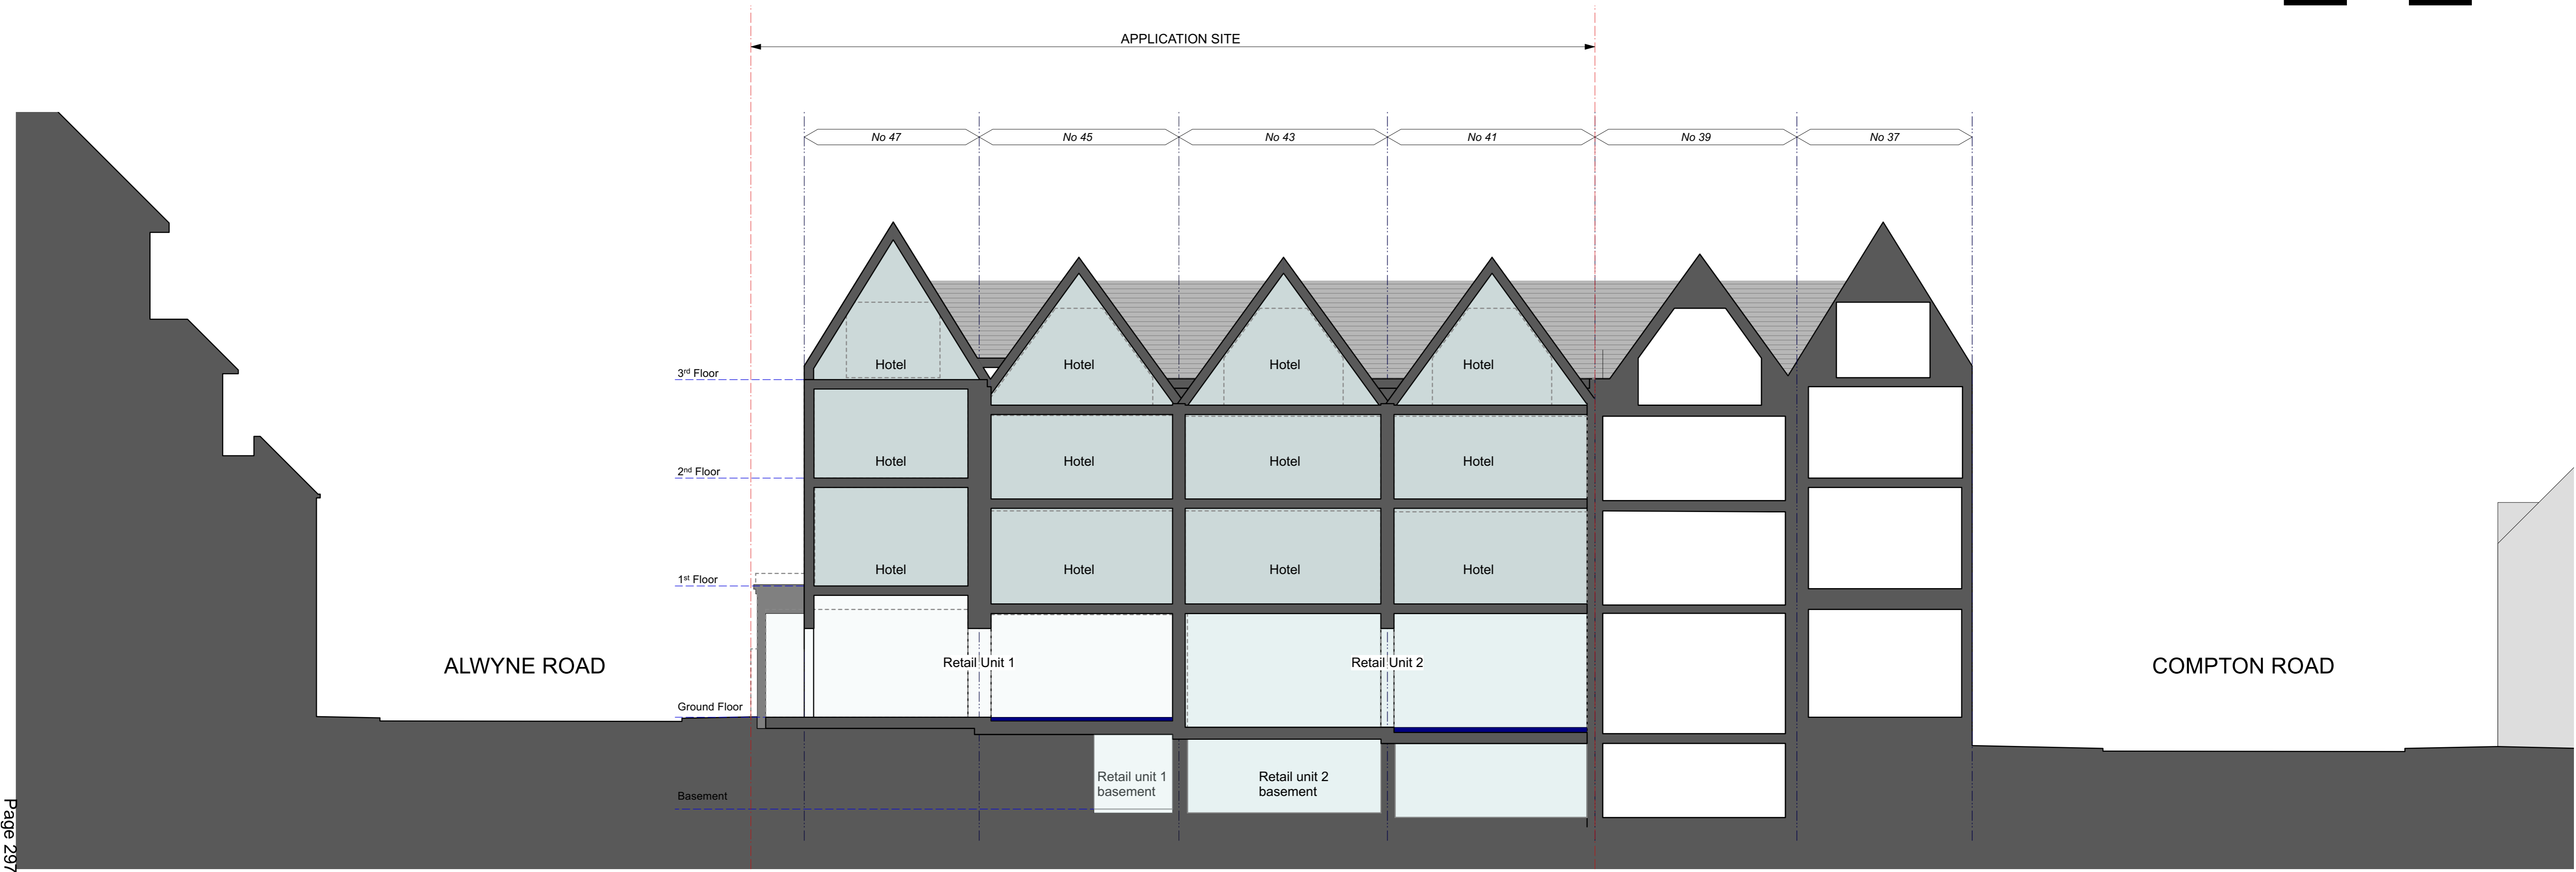 APPLICATION SITE
No 47
No 45
No 43
No 41
No 39
No 37
3rd Floor
Hotel
Hotel
Hotel
Hotel
2nd Floor
Hotel
Hotel
Hotel
Hotel
1st Floor
Hotel
Hotel
Hotel
Hotel
ALWYNE ROAD
Retail Unit 1
Retail Unit 2
COMPTON ROAD
Ground Floor
Retail unit 1
basement
Retail unit 2
basement
Basement
Page 297